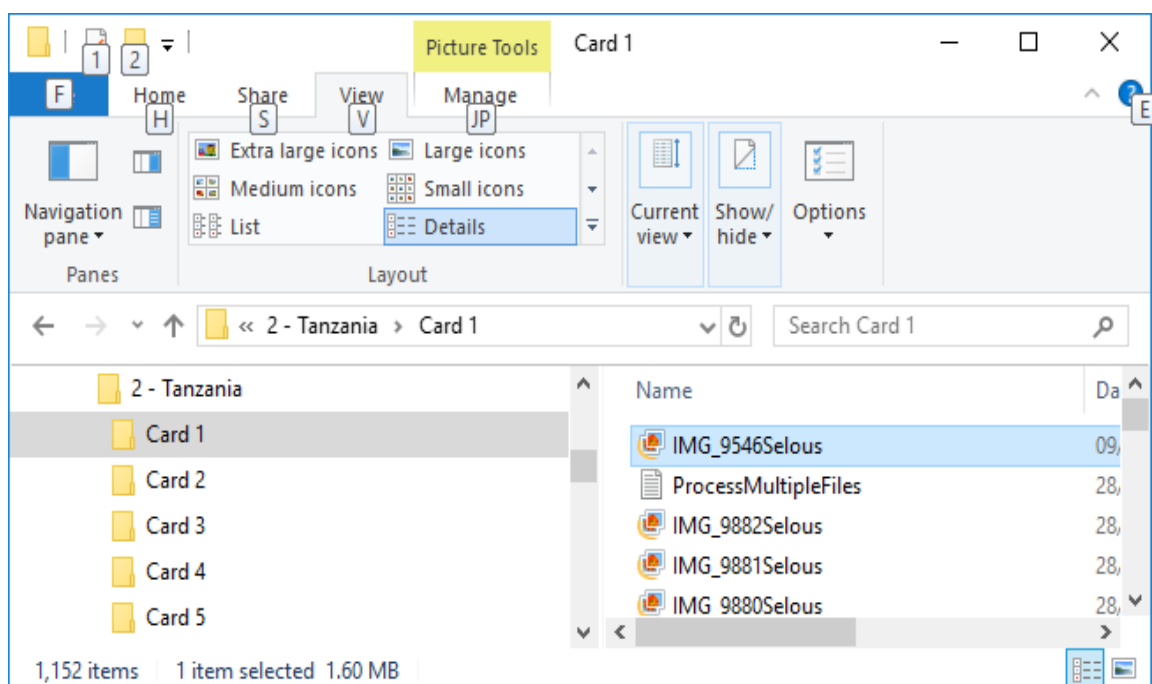 Picture Tools Card 1
1 2
F Home Share View Manage
H S V JP E
Extra large icons Large icons
Medium icons Small icons
Navigation pane List Details Current view Show/ hide Options
Panes Layout
« 2 - Tanzania › Card 1 Search Card 1
2 - Tanzania Name Da
Card 1 IMG_9546Selous 09/
Card 2 ProcessMultipleFiles 28/
Card 3 IMG_9882Selous 28/
Card 4 IMG_9881Selous 28/
Card 5 IMG_9880Selous 28/
1,152 items 1 item selected 1.60 MB